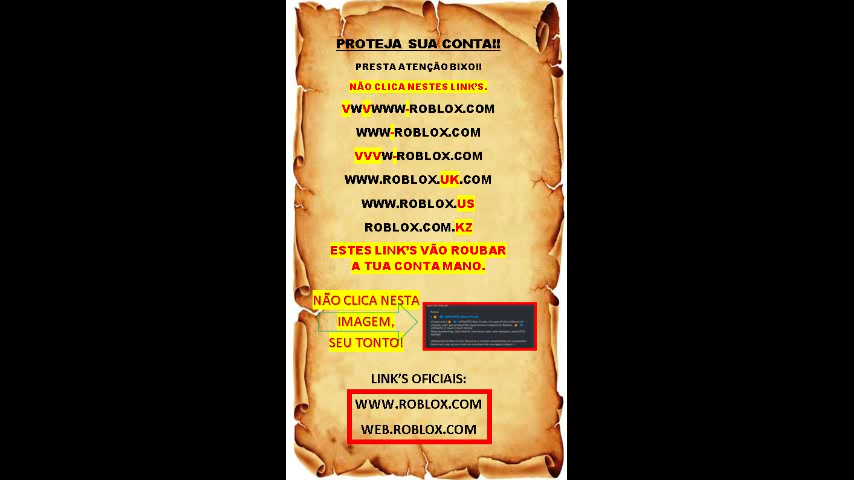 PROTEJA SUA CONTA!!
PRESTA ATENÇÃO BIXO!!
NÃO CLICA NESTES LINK'S.
VWVWWW-ROBLOX.COM
WWW-ROBLOX.COM
VVVW-ROBLOX.COM
WWW.ROBLOX.UK.COM
WWW.ROBLOX.US
ROBLOX.COM.KZ
ESTES LINK'S VÃO ROUBAR
A TUA CONTA MANO.
NÃO CLICA NESTA
IMAGEM,
SEU TONTO!
LINK'S OFICIAIS:
WWW.ROBLOX.COM
WEB.ROBLOX.COM